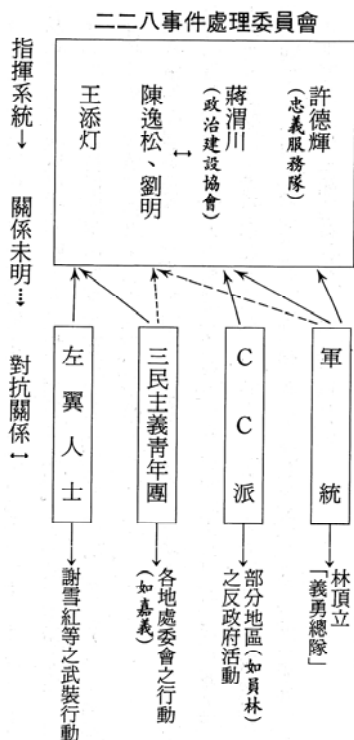 二二八事件處理委員會
許德輝
(忠義服務隊)
蔣渭川
(政治建設協會)
↔
陳逸松、劉明
王添灯
指揮系統↓
關係未明⇣
對抗關係↔
軍統
CC派
三民主義青年團
左翼人士
林頂立
「義勇總隊」
部分地區(如員林)
之反政府活動
各地處委會之行動
(如嘉義)
謝雪紅等之武裝行動